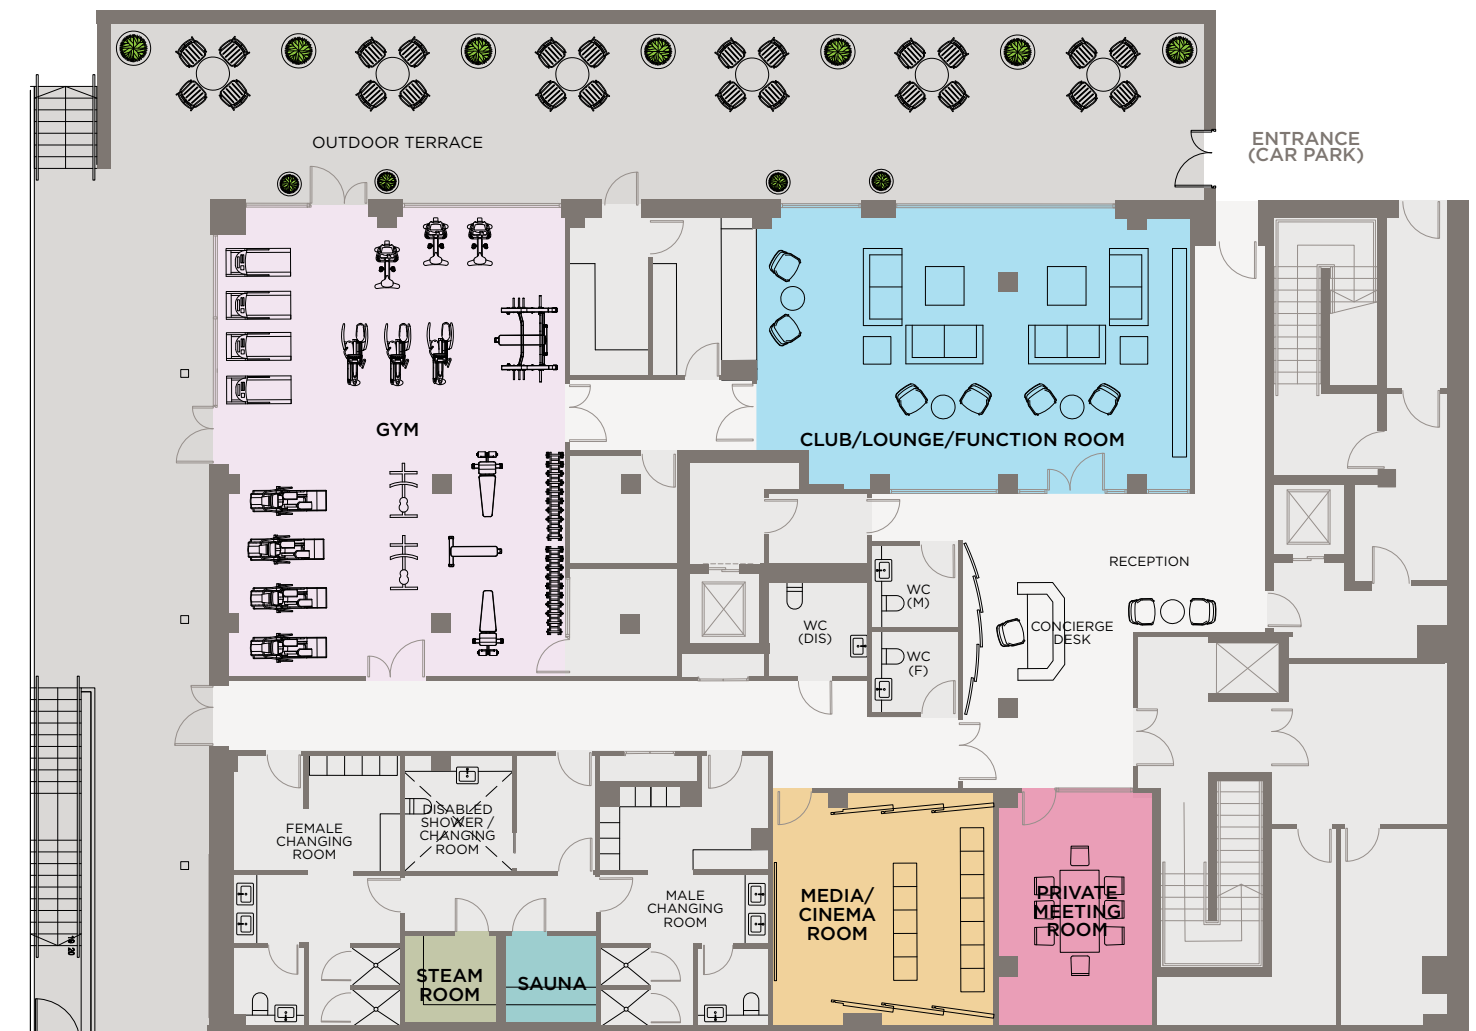 OUTDOOR TERRACE
ENTRANCE
(CAR PARK)
GYM
CLUB/LOUNGE/FUNCTION ROOM
RECEPTION
WC
(M)
WC
(DIS)
CONCIERGE
DESK
WC
(F)
DISABLED
SHOWER /
CHANGING
ROOM
FEMALE
CHANGING
ROOM
MALE
CHANGING
ROOM
MEDIA/
CINEMA
ROOM
PRIVATE
MEETING
ROOM
STEAM
ROOM
SAUNA